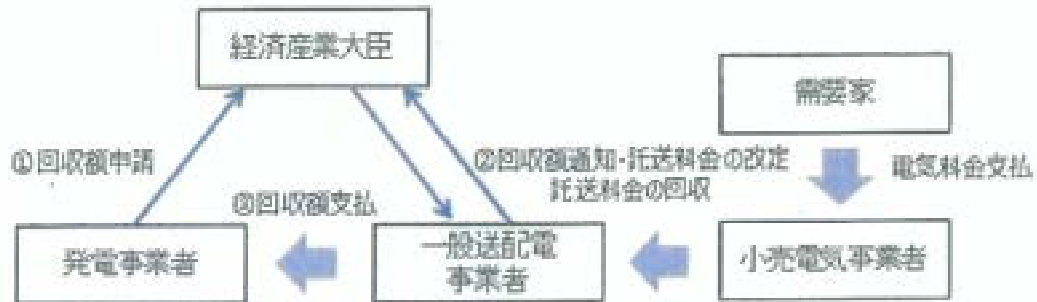 経済産業大臣
需要家
①回収額申請
②回収額通知・託送料金の改定
託送料金の回収
電気料金支払
③回収額支払
発電事業者
一般送配電
事業者
小売電気事業者